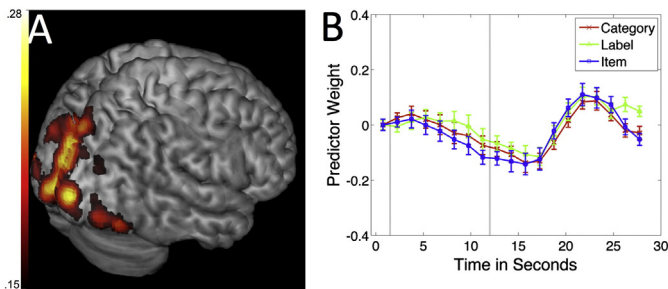 .28
A
.15
B
Category
Label
Item
Predictor Weight
0.4
0.2
0
-0.2
-0.4
0
5
10
15
20
25
30
Time in Seconds